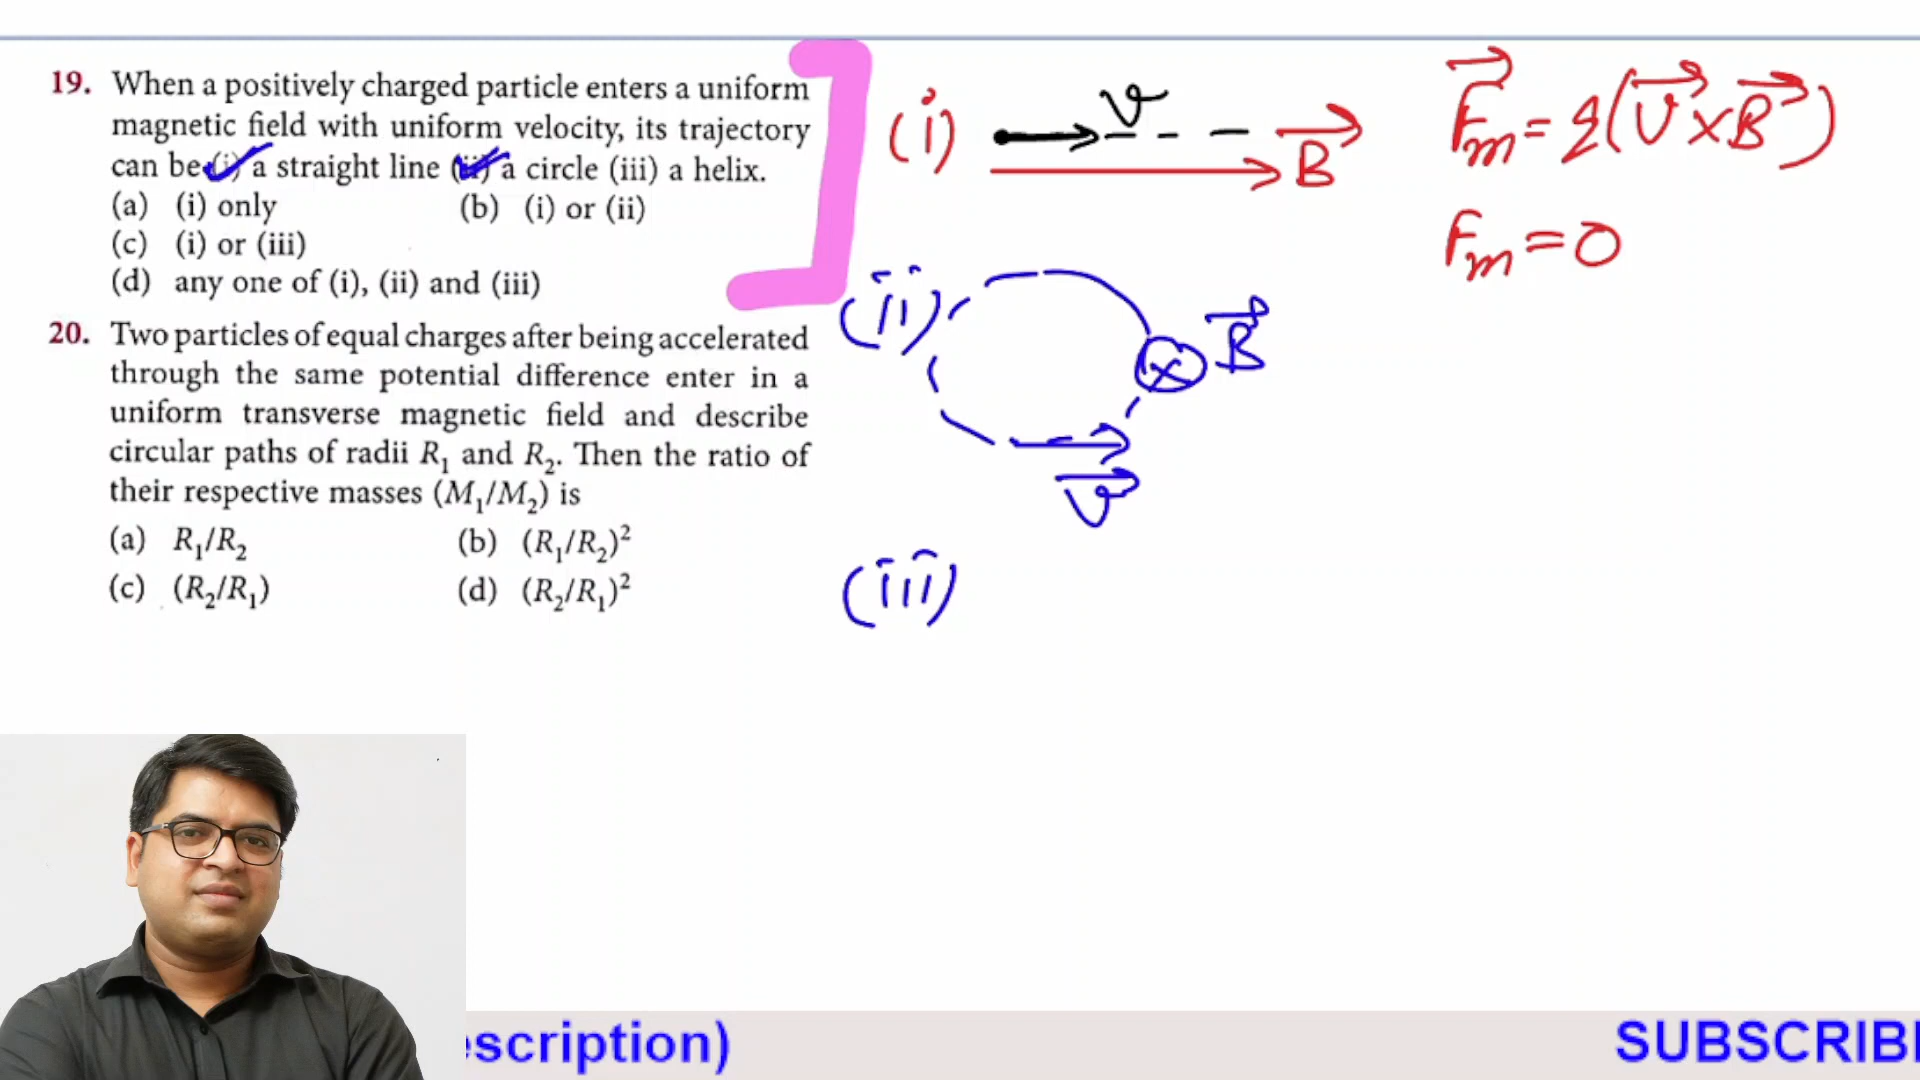 19. When a positively charged particle enters a uniform
magnetic field with uniform velocity, its trajectory
can be (i) a straight line (ii) a circle (iii) a helix.
(a) (i) only (b) (i) or (ii)
(c) (i) or (iii)
(d) any one of (i), (ii) and (iii)
20. Two particles of equal charges after being accelerated
through the same potential difference enter in a
uniform transverse magnetic field and describe
circular paths of radii R₁ and R₂. Then the ratio of
their respective masses (M₁/M₂) is
(a) R₁/R₂ (b) (R₁/R₂)²
(c) (R₂/R₁) (d) (R₂/R₁)²
(i) v B⃗
F⃗m = q(v⃗ × B⃗)
Fm = 0
(ii) B⃗
v⃗
(iii)
escription) SUBSCRIBE